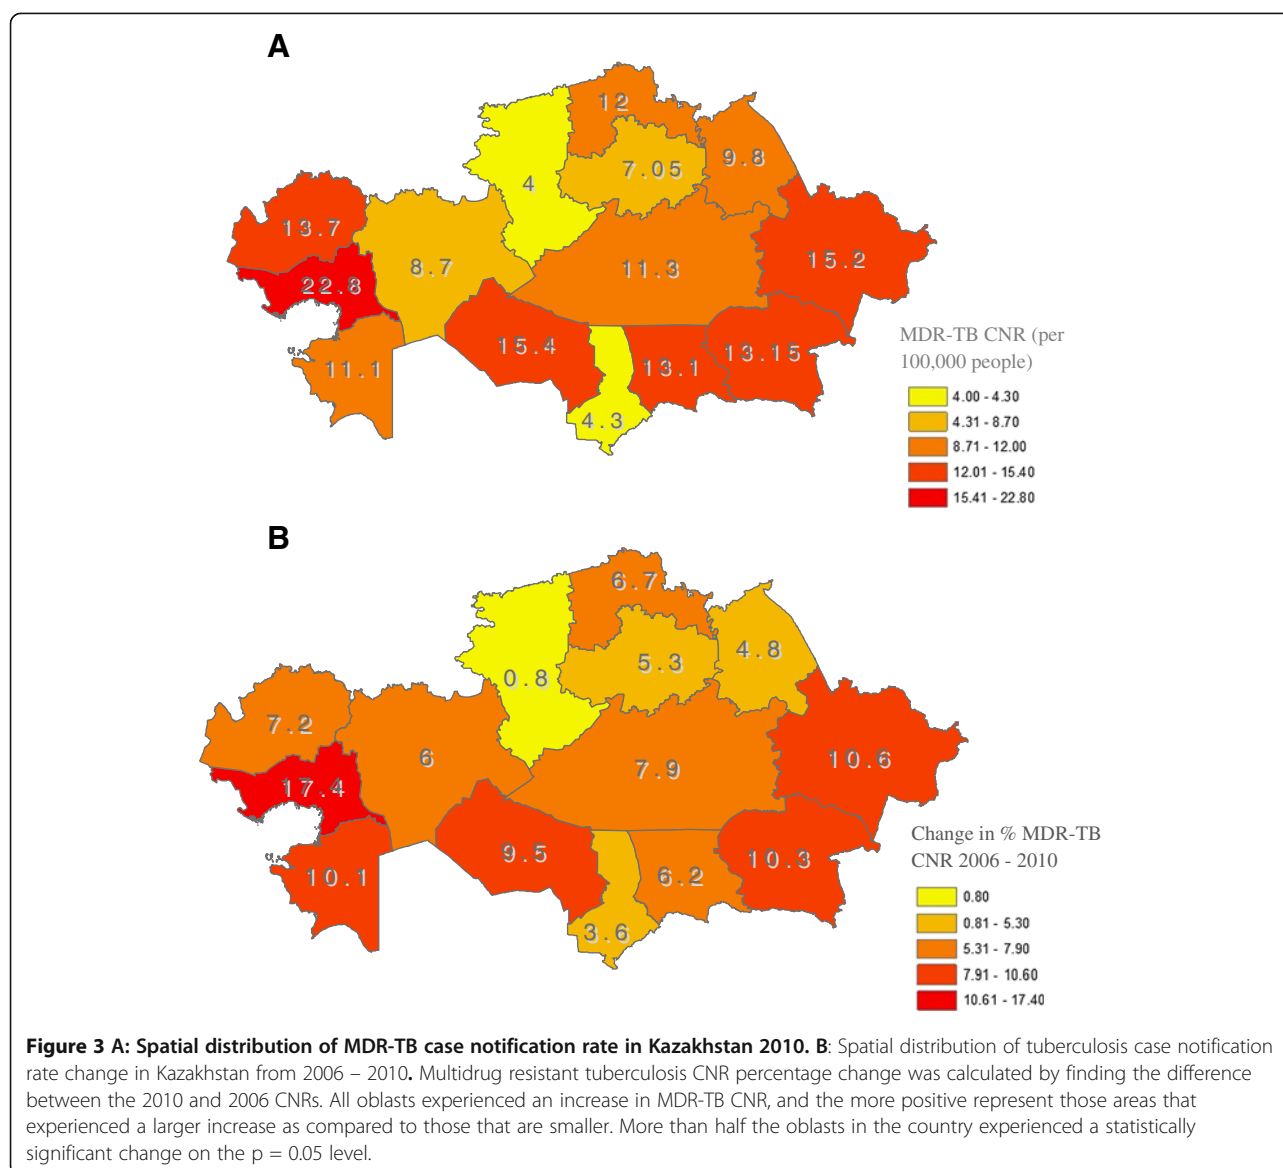 A
12
9.8
7.05
4
13.7
15.2
8.7
11.3
22.8
MDR-TB CNR (per
100,000 people)
15.4
13.15
13.1
11.1
4.3
4.00 - 4.30
4.31 - 8.70
8.71 - 12.00
12.01 - 15.40
15.41 - 22.80
B
6.7
4.8
5.3
0.8
7.2
6
10.6
7.9
17.4
Change in % MDR-TB
CNR 2006 - 2010
9.5
10.3
6.2
10.1
3.6
0.80
0.81 - 5.30
5.31 - 7.90
7.91 - 10.60
10.61 - 17.40
Figure 3 A: Spatial distribution of MDR-TB case notification rate in Kazakhstan 2010. B: Spatial distribution of tuberculosis case notification
rate change in Kazakhstan from 2006 – 2010. Multidrug resistant tuberculosis CNR percentage change was calculated by finding the difference
between the 2010 and 2006 CNRs. All oblasts experienced an increase in MDR-TB CNR, and the more positive represent those areas that
experienced a larger increase as compared to those that are smaller. More than half the oblasts in the country experienced a statistically
significant change on the p = 0.05 level.